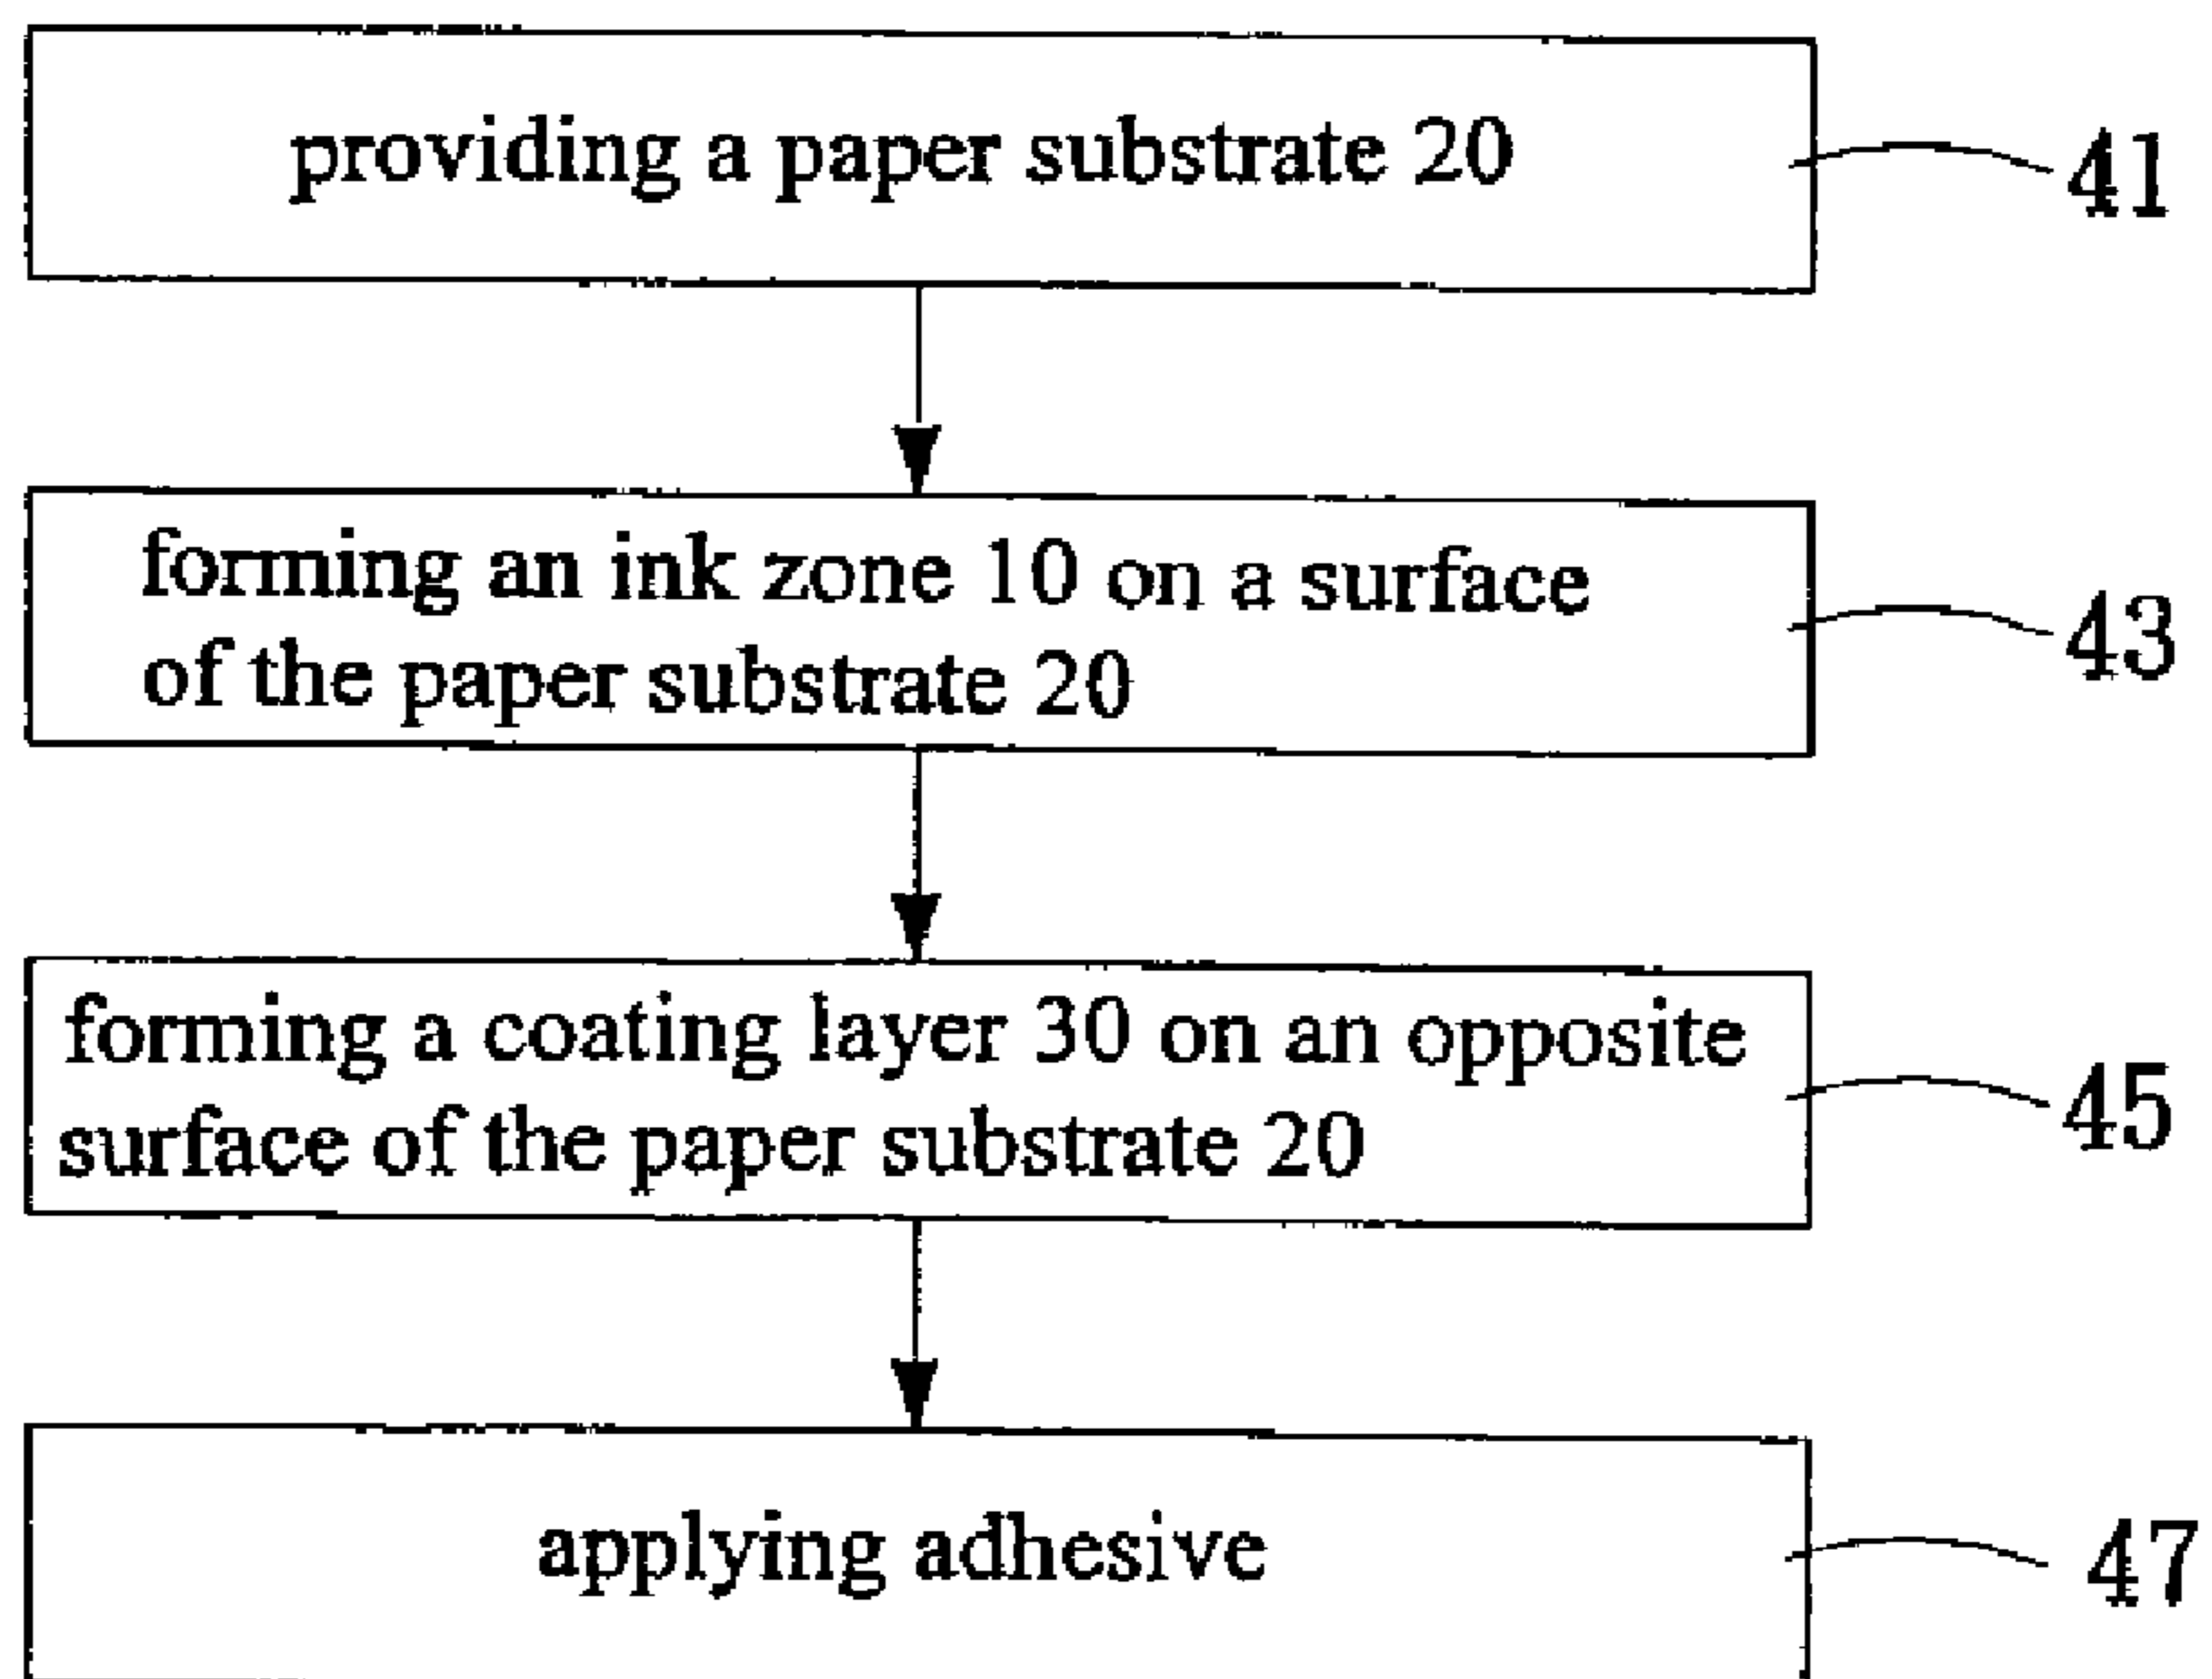 providing a paper substrate 20
41
forming an ink zone 10 on a surface
of the paper substrate 20
43
forming a coating layer 30 on an opposite
surface of the paper substrate 20
45
applying adhesive
47